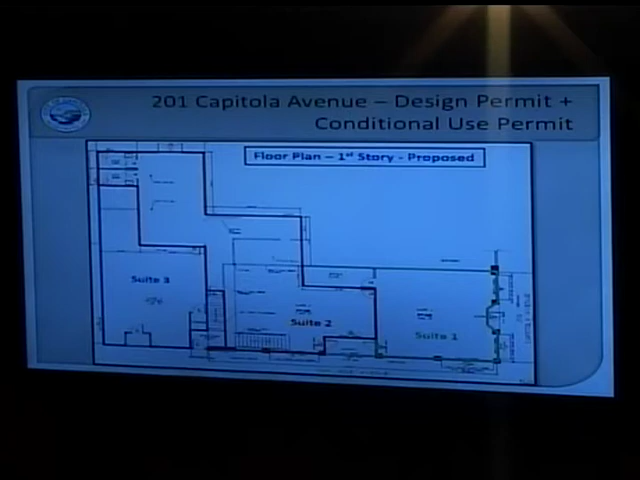 201 Capitola Avenue – Design Permit +
Conditional Use Permit
Floor Plan – 1st Story - Proposed
Suite 3
Suite 2
Suite 1